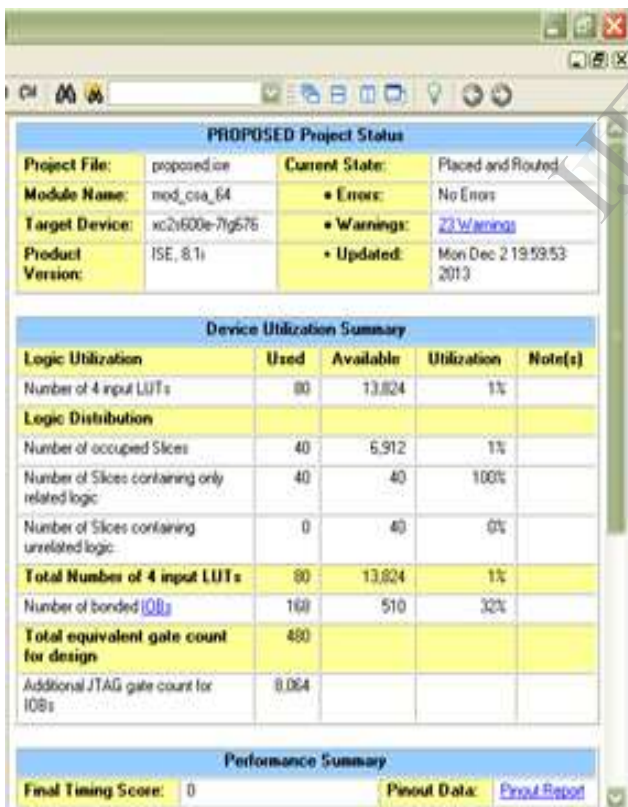 PROPOSED Project Status
Project File: proposed.ise Current State: Placed and Routed
Module Name: mod_csa_64 • Errors: No Errors
Target Device: xc2s600e-7fg676 • Warnings: 23 Warnings
Product Version: ISE, 8.1i • Updated: Mon Dec 2 19:59:53 2013
Device Utilization Summary
Logic Utilization Used Available Utilization Note(s)
Number of 4 input LUTs 80 13,824 1%
Logic Distribution
Number of occupied Slices 40 6,912 1%
Number of Slices containing only related logic 40 40 100%
Number of Slices containing unrelated logic 0 40 0%
Total Number of 4 input LUTs 80 13,824 1%
Number of bonded IOBs 168 510 32%
Total equivalent gate count for design 480
Additional JTAG gate count for IOBs 8,064
Performance Summary
Final Timing Score: 0 Pinout Data: Pinout Report